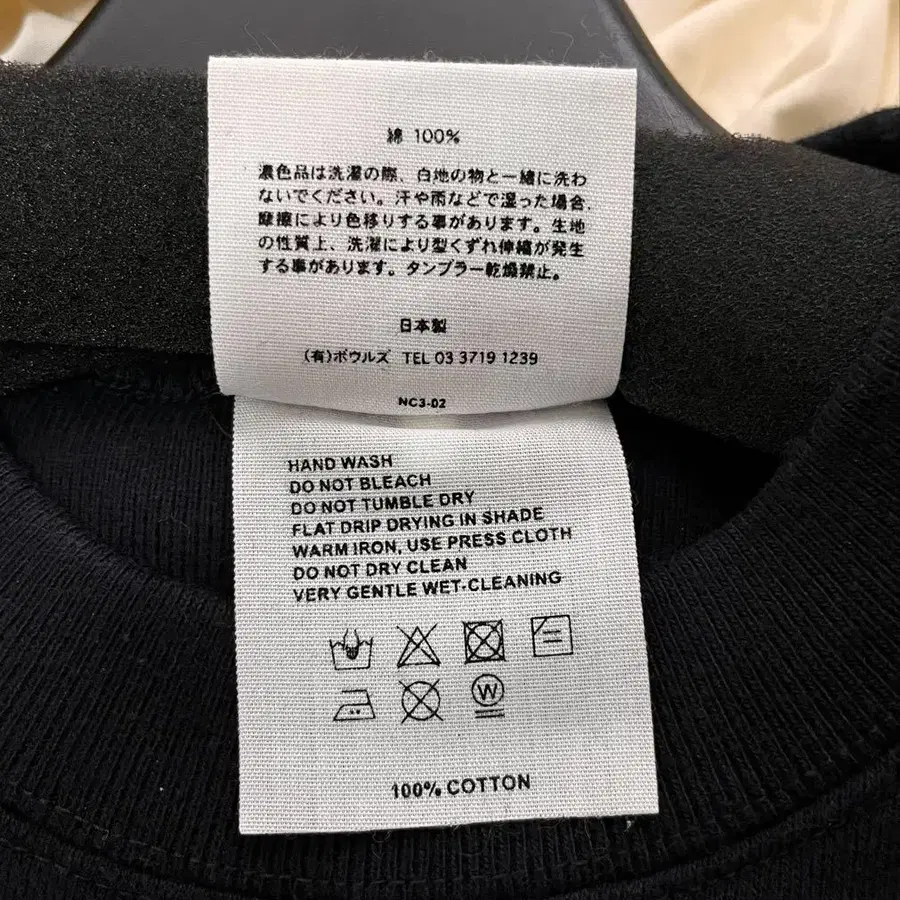 綿 100%
濃色品は洗濯の際、白地の物と一緒に洗わ
ないでください。汗や雨などで湿った場合、
摩擦により色移りする事があります。生地
の性質上、洗濯により型くずれ伸縮が発生
する事があります。タンブラー乾燥禁止。
日本製
(有)ボウルズ TEL 03 3719 1239
NC3-02
HAND WASH
DO NOT BLEACH
DO NOT TUMBLE DRY
FLAT DRIP DRYING IN SHADE
WARM IRON, USE PRESS CLOTH
DO NOT DRY CLEAN
VERY GENTLE WET-CLEANING
W
100% COTTON